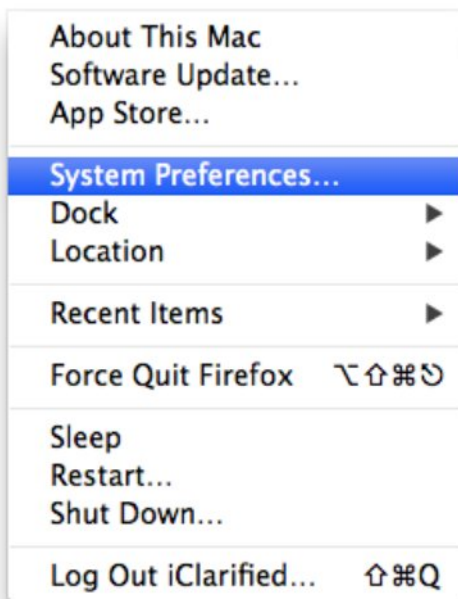 About This Mac
Software Update...
App Store...
System Preferences...
Dock ▶
Location ▶
Recent Items ▶
Force Quit Firefox ⌥⇧⌘⎋
Sleep
Restart...
Shut Down...
Log Out iClarified... ⇧⌘Q